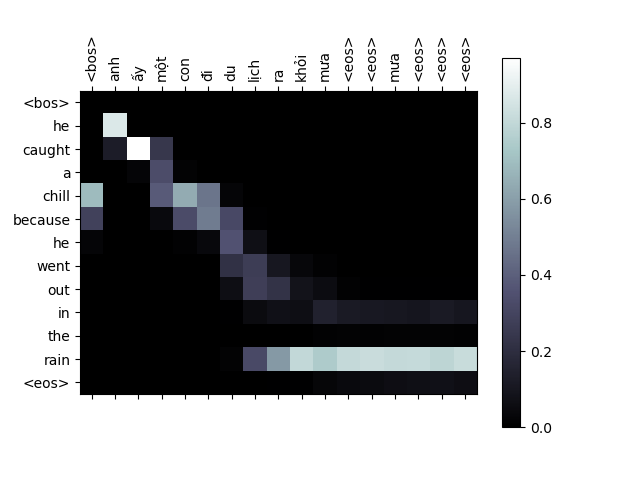 <bos> anh ấy một con đi du lịch ra khỏi mưa <eos> <eos> mưa <eos> <eos> <eos>
<bos>
he
caught
a
chill
because
he
went
out
in
the
rain
<eos>
0.8
0.6
0.4
0.2
0.0